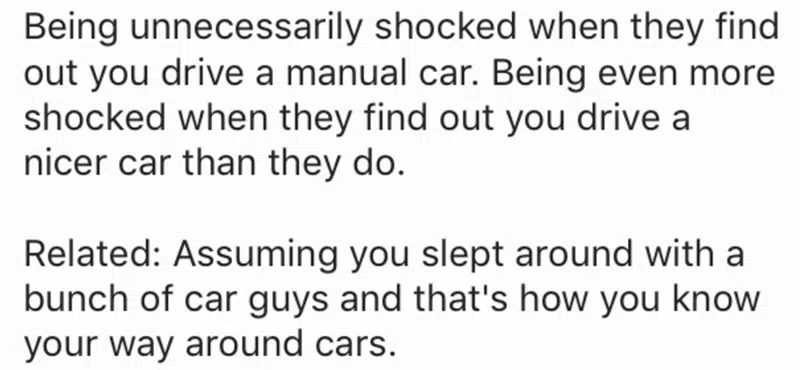 Being unnecessarily shocked when they find
out you drive a manual car. Being even more
shocked when they find out you drive a
nicer car than they do.
Related: Assuming you slept around with a
bunch of car guys and that's how you know
your way around cars.